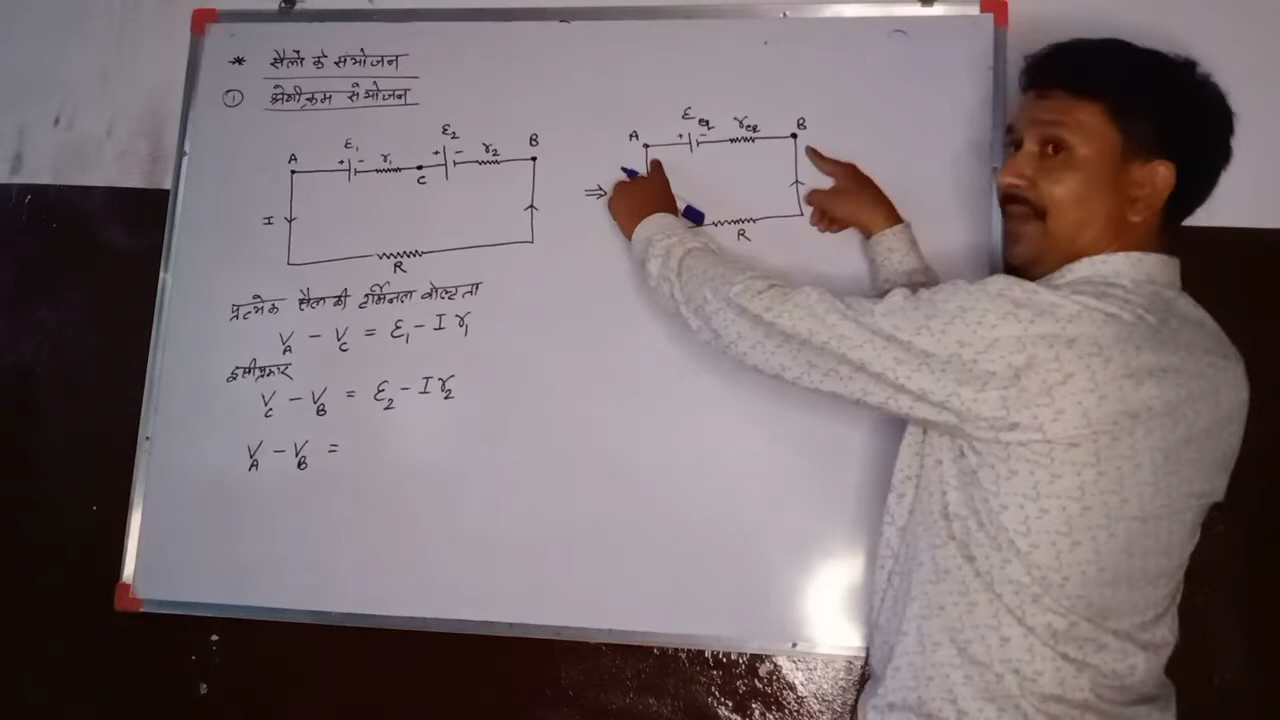 * सैलों के संयोजन
① श्रेणीक्रम संयोजन
A ε₁ + - r₁ C ε₂ + - r₂ B
I
R
A ε_eq + - r_eq B
⇒
R
प्रत्येक सैल की टर्मिनल वोल्टता
V_A - V_C = ε₁ - I r₁
इसीप्रकार
V_C - V_B = ε₂ - I r₂
V_A - V_B =